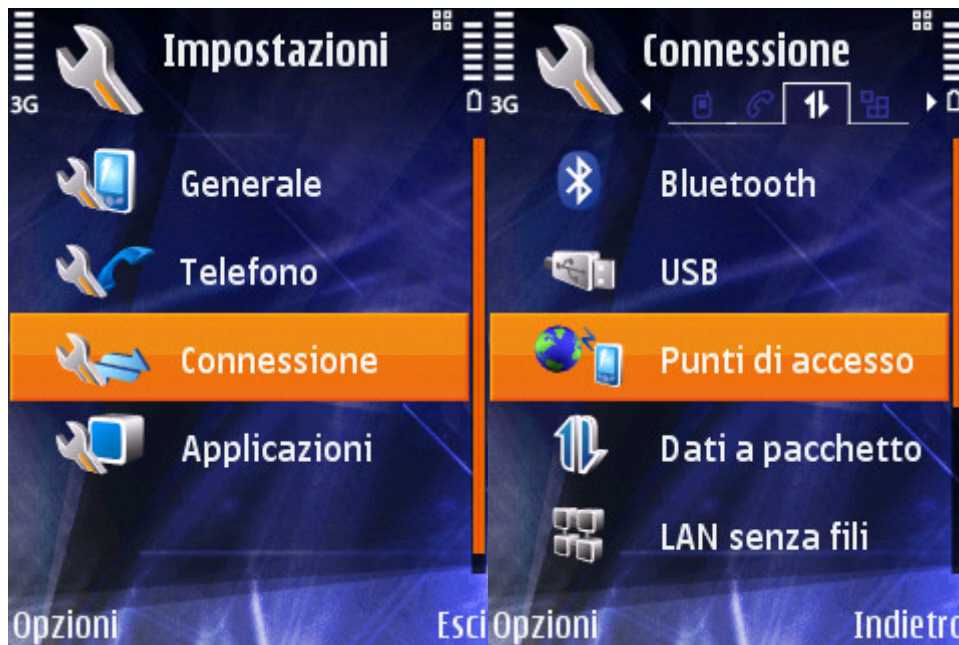 Impostazioni
3G
Generale
Telefono
Connessione
Applicazioni
Opzioni
Esci
Connessione
3G
Bluetooth
USB
Punti di accesso
Dati a pacchetto
LAN senza fili
Opzioni
Indietro